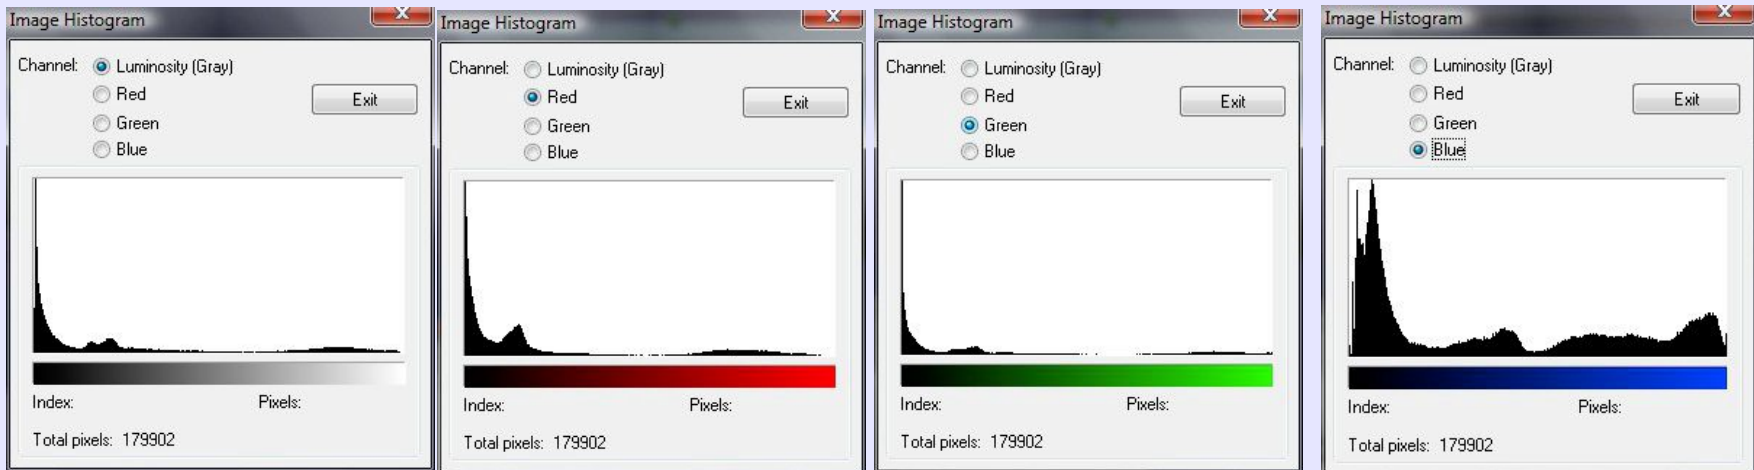 Image Histogram
X
Channel: Luminosity (Gray)
Red
Green
Blue
Exit
Index: Pixels:
Total pixels: 179902
Image Histogram
X
Channel: Luminosity (Gray)
Red
Green
Blue
Exit
Index: Pixels:
Total pixels: 179902
Image Histogram
X
Channel: Luminosity (Gray)
Red
Green
Blue
Exit
Index: Pixels:
Total pixels: 179902
Image Histogram
X
Channel: Luminosity (Gray)
Red
Green
Blue
Exit
Index: Pixels:
Total pixels: 179902